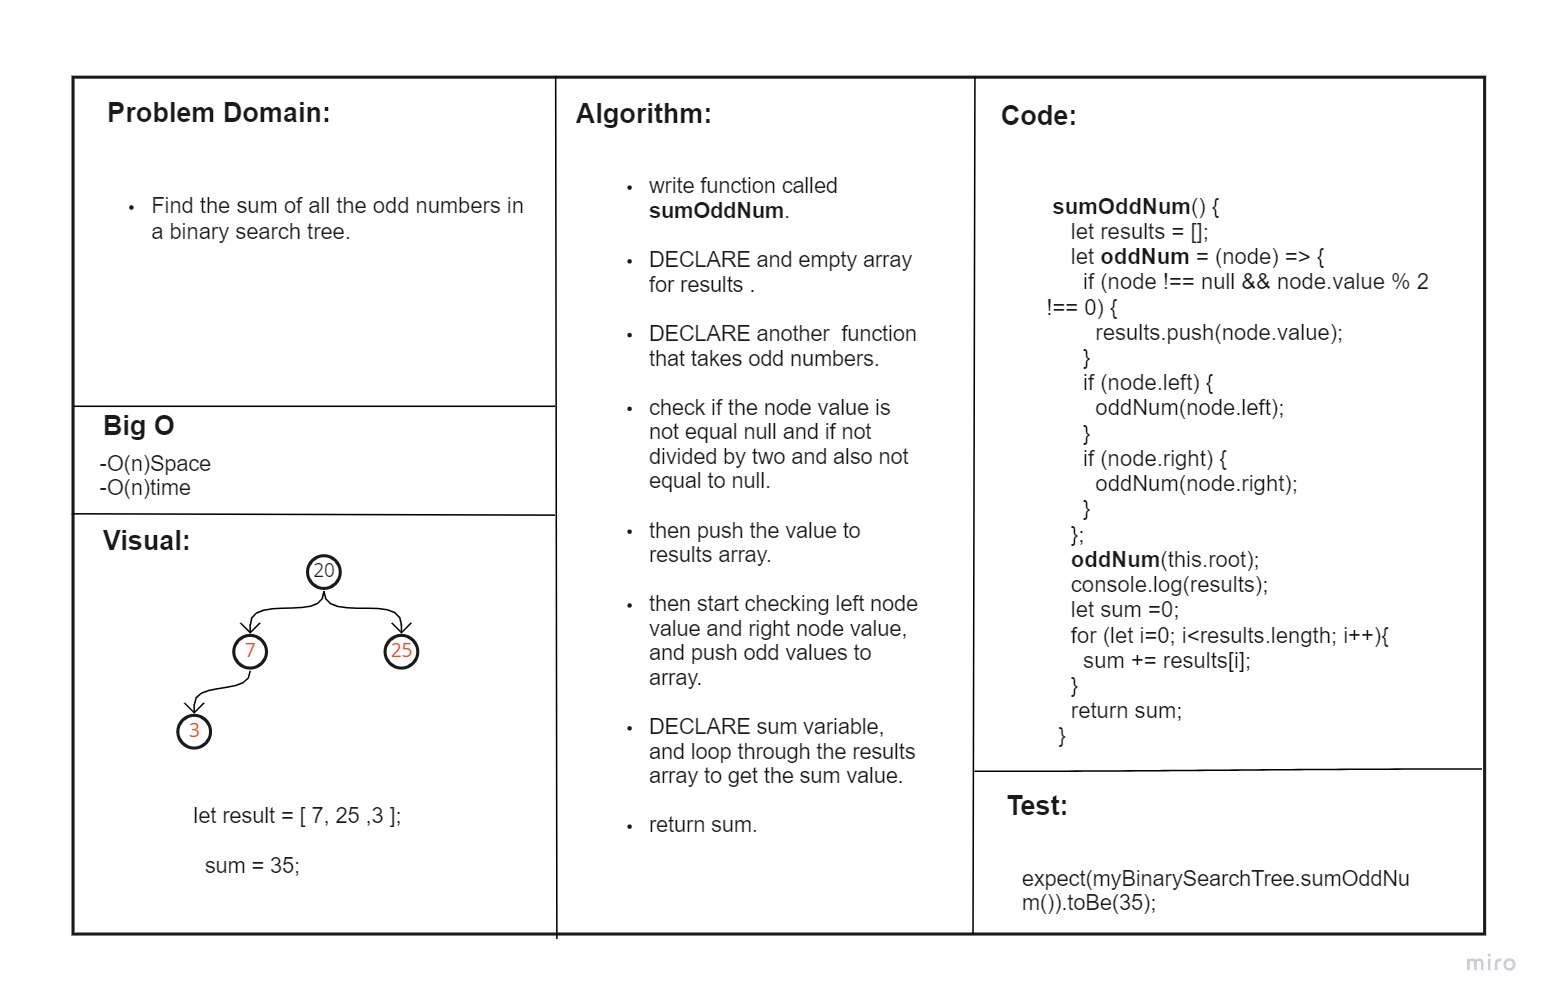 Problem Domain:
• Find the sum of all the odd numbers in
a binary search tree.
Big O
-O(n)Space
-O(n)time
Visual:
20
7
25
3
let result = [ 7, 25 ,3 ];
sum = 35;
Algorithm:
• write function called
sumOddNum.
• DECLARE and empty array
for results .
• DECLARE another  function
that takes odd numbers.
• check if the node value is
not equal null and if not
divided by two and also not
equal to null.
• then push the value to
results array.
• then start checking left node
value and right node value,
and push odd values to
array.
• DECLARE sum variable,
and loop through the results
array to get the sum value.
• return sum.
Code:
sumOddNum() {
let results = [];
let oddNum = (node) => {
if (node !== null && node.value % 2
!== 0) {
results.push(node.value);
}
if (node.left) {
oddNum(node.left);
}
if (node.right) {
oddNum(node.right);
}
};
oddNum(this.root);
console.log(results);
let sum =0;
for (let i=0; i<results.length; i++){
sum += results[i];
}
return sum;
}
Test:
expect(myBinarySearchTree.sumOddNu
m()).toBe(35);
miro